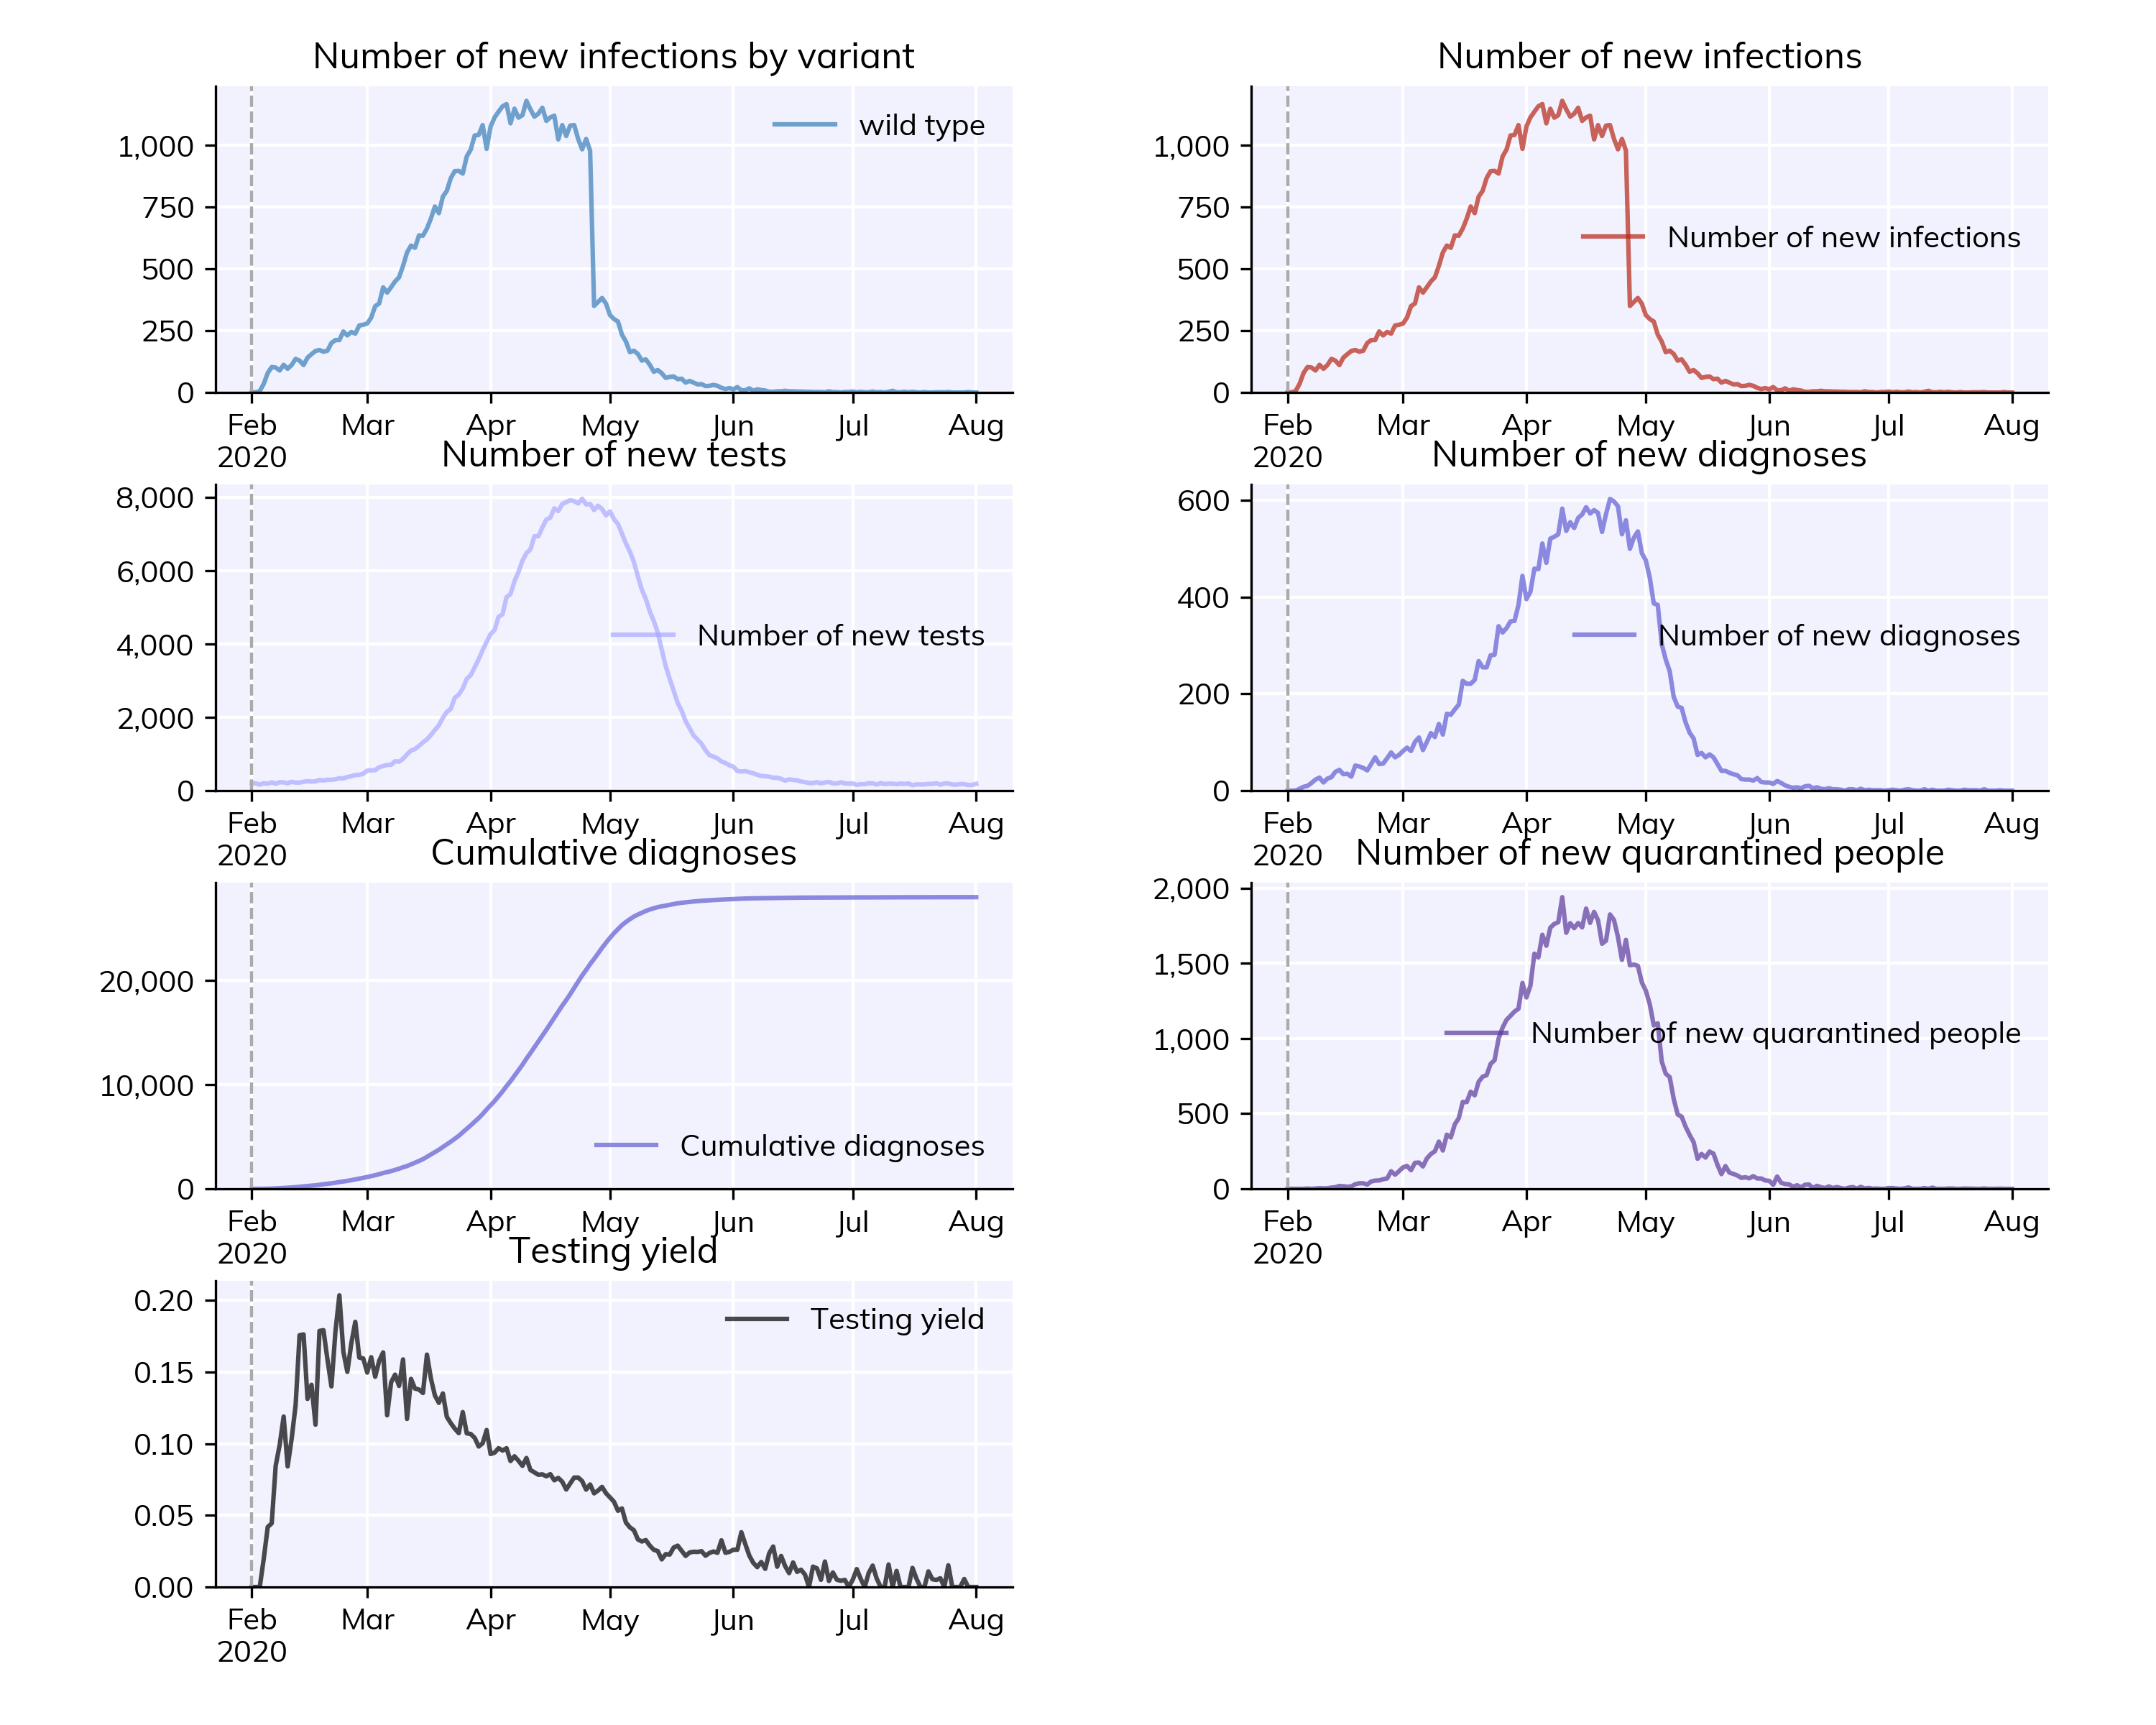 Number of new infections by variant
1,000
750
500
250
0
wild type
Feb Mar Apr May Jun Jul Aug
2020
Number of new infections
1,000
750
500
250
0
Number of new infections
Feb Mar Apr May Jun Jul Aug
2020
Number of new tests
8,000
6,000
4,000
2,000
0
Number of new tests
Feb Mar Apr May Jun Jul Aug
2020
Number of new diagnoses
600
400
200
0
Number of new diagnoses
Feb Mar Apr May Jun Jul Aug
2020
Cumulative diagnoses
20,000
10,000
0
Cumulative diagnoses
Feb Mar Apr May Jun Jul Aug
2020
Number of new quarantined people
2,000
1,500
1,000
500
0
Number of new quarantined people
Feb Mar Apr May Jun Jul Aug
2020
Testing yield
0.20
0.15
0.10
0.05
0.00
Testing yield
Feb Mar Apr May Jun Jul Aug
2020